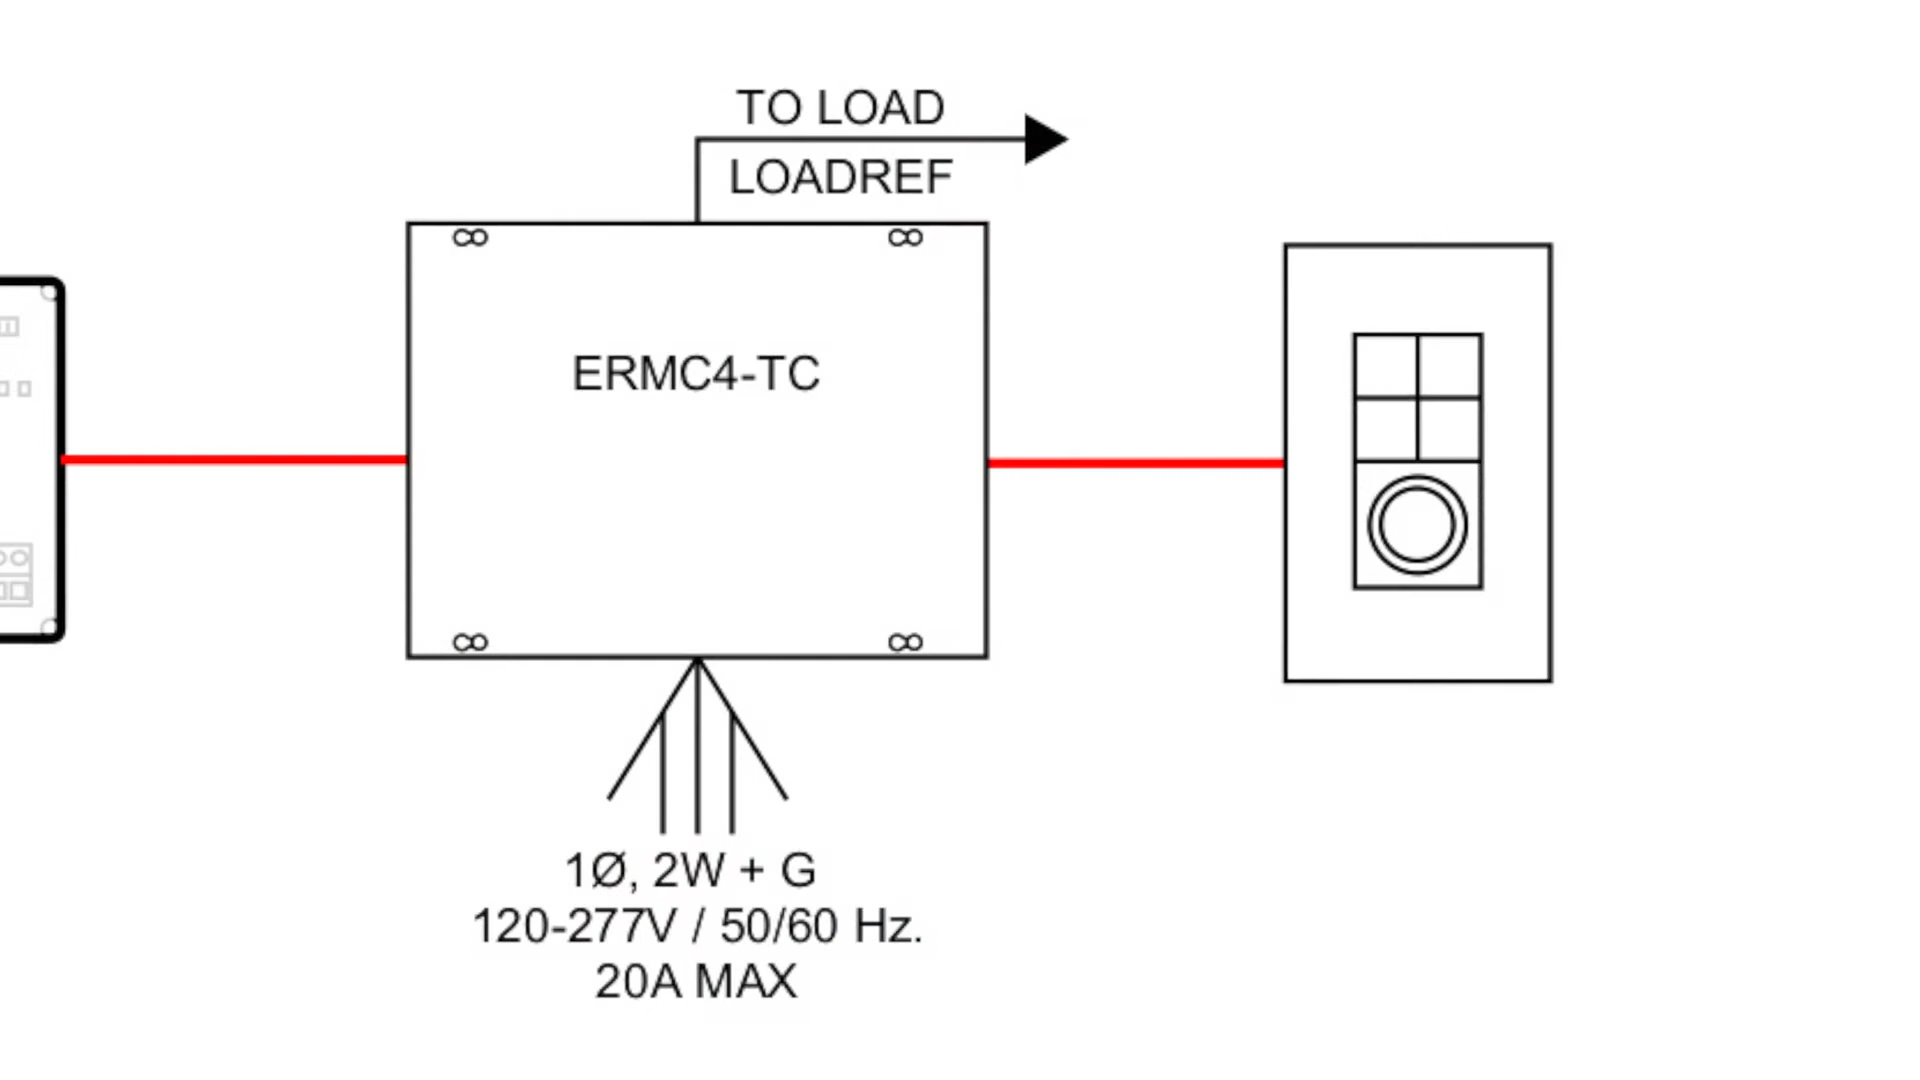 TO LOAD
LOADREF
ERMC4-TC
1Ø, 2W + G
120-277V / 50/60 Hz.
20A MAX